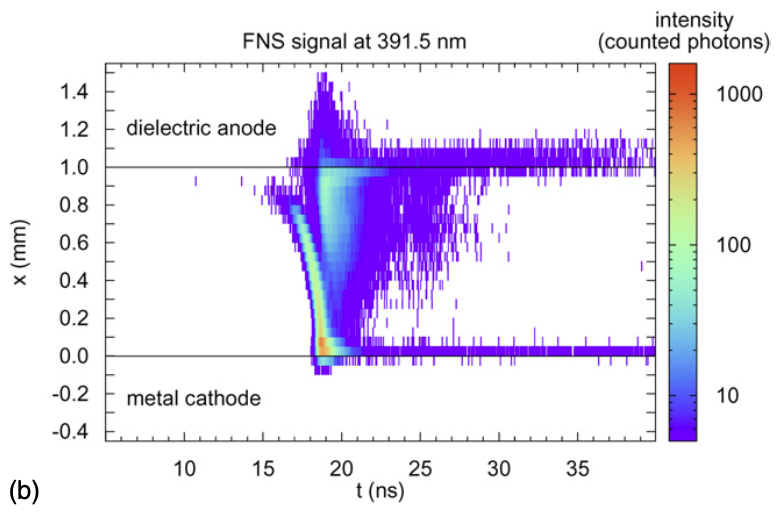 intensity
FNS signal at 391.5 nm (counted photons)
1.4
1000
1.2 dielectric anode
1.0
0.8
x (mm)
0.6
100
0.4
0.2
0.0
10
-0.2 metal cathode
-0.4
10 15 20 25 30 35
(b) t (ns)